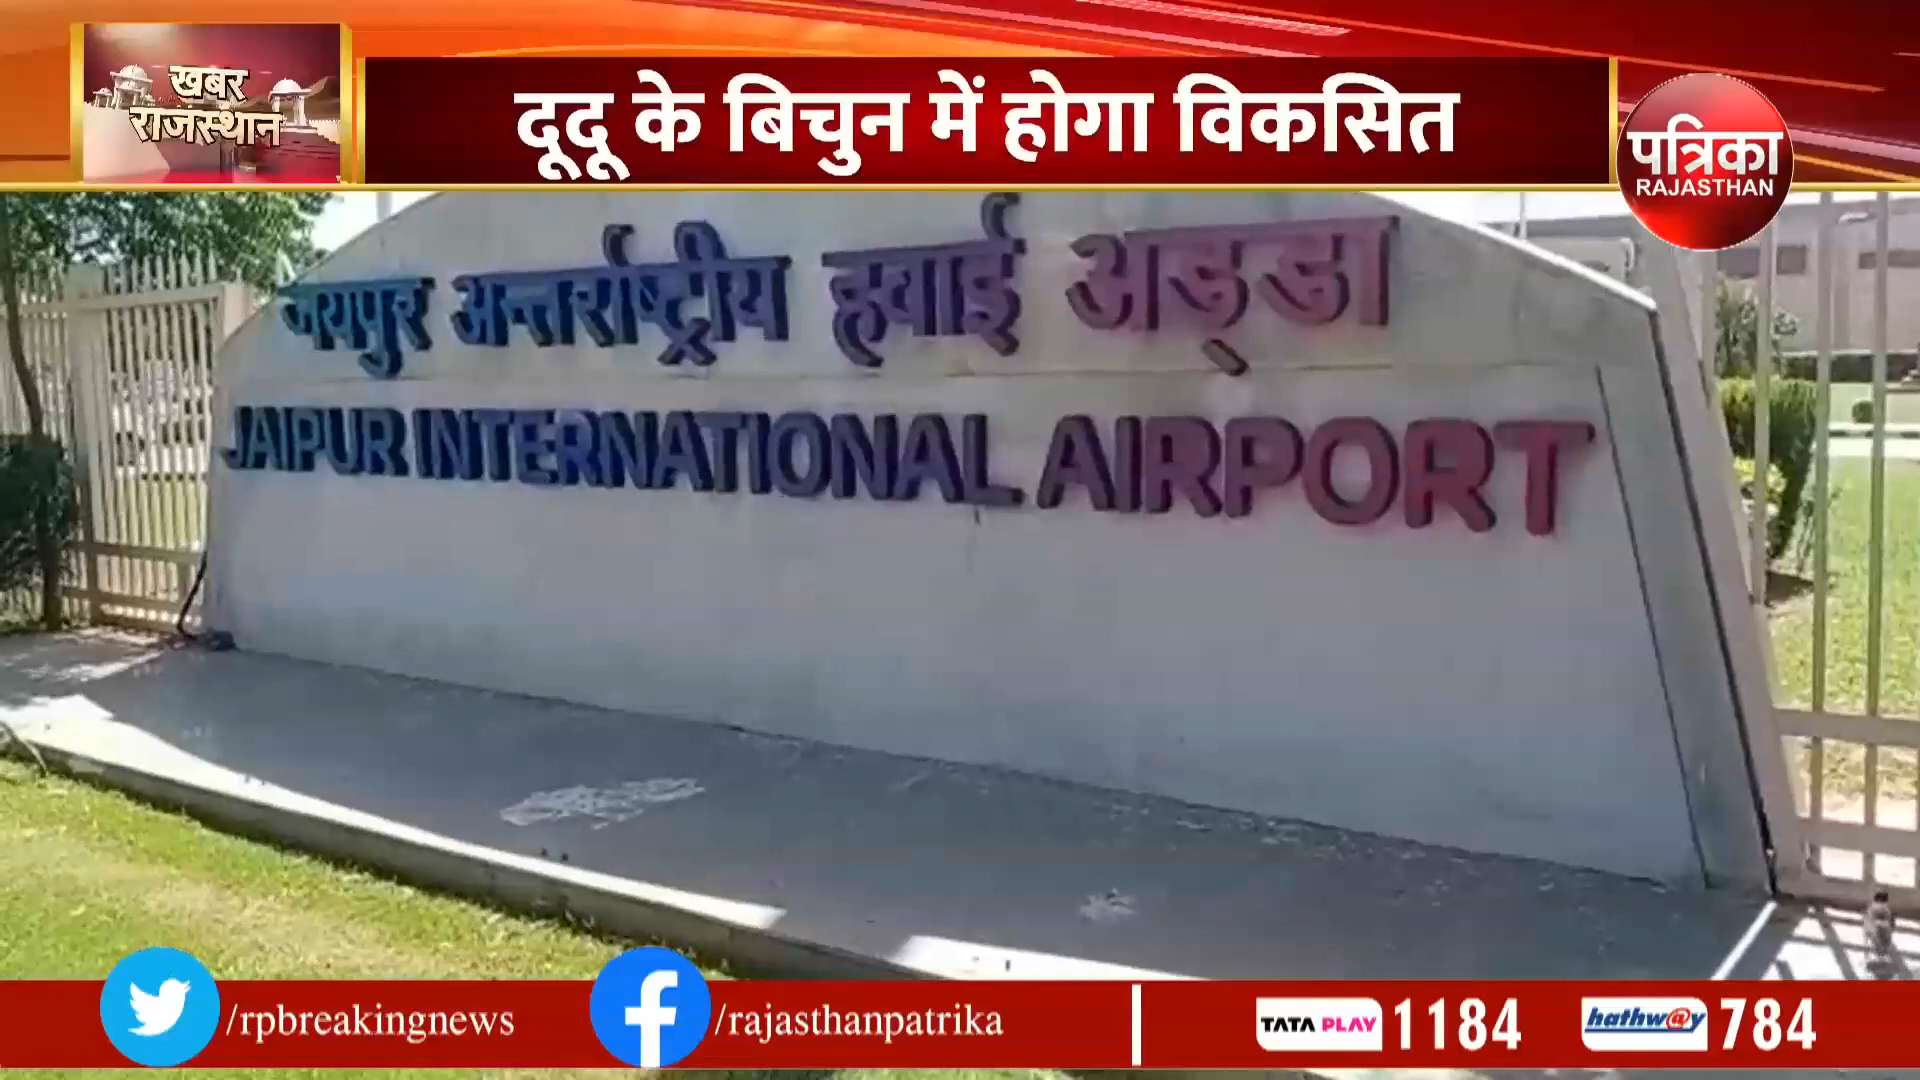 खबर
राजस्थान
दूदू के बिचुन में होगा विकसित
पत्रिका
RAJASTHAN
जयपुर अन्तर्राष्ट्रीय हवाई अड्डा
JAIPUR INTERNATIONAL AIRPORT
/rpbreakingnews
/rajasthanpatrika
TATA PLAY 1184
hathw@y 784